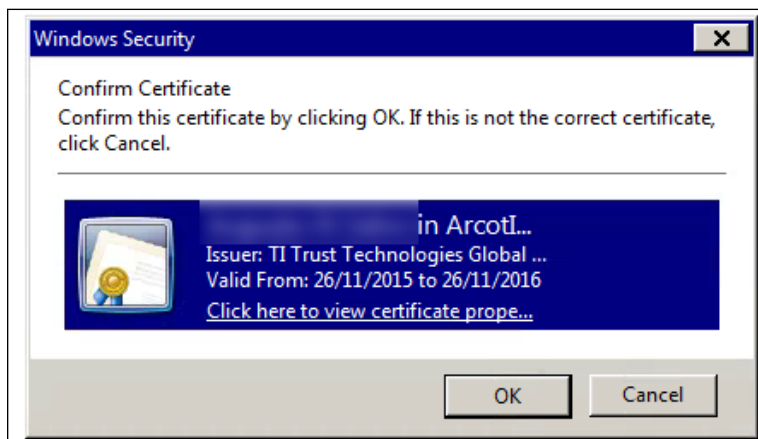 Windows Security
Confirm Certificate
Confirm this certificate by clicking OK. If this is not the correct certificate,
click Cancel.
in ArcotI...
Issuer: TI Trust Technologies Global ...
Valid From: 26/11/2015 to 26/11/2016
Click here to view certificate prope...
OK
Cancel